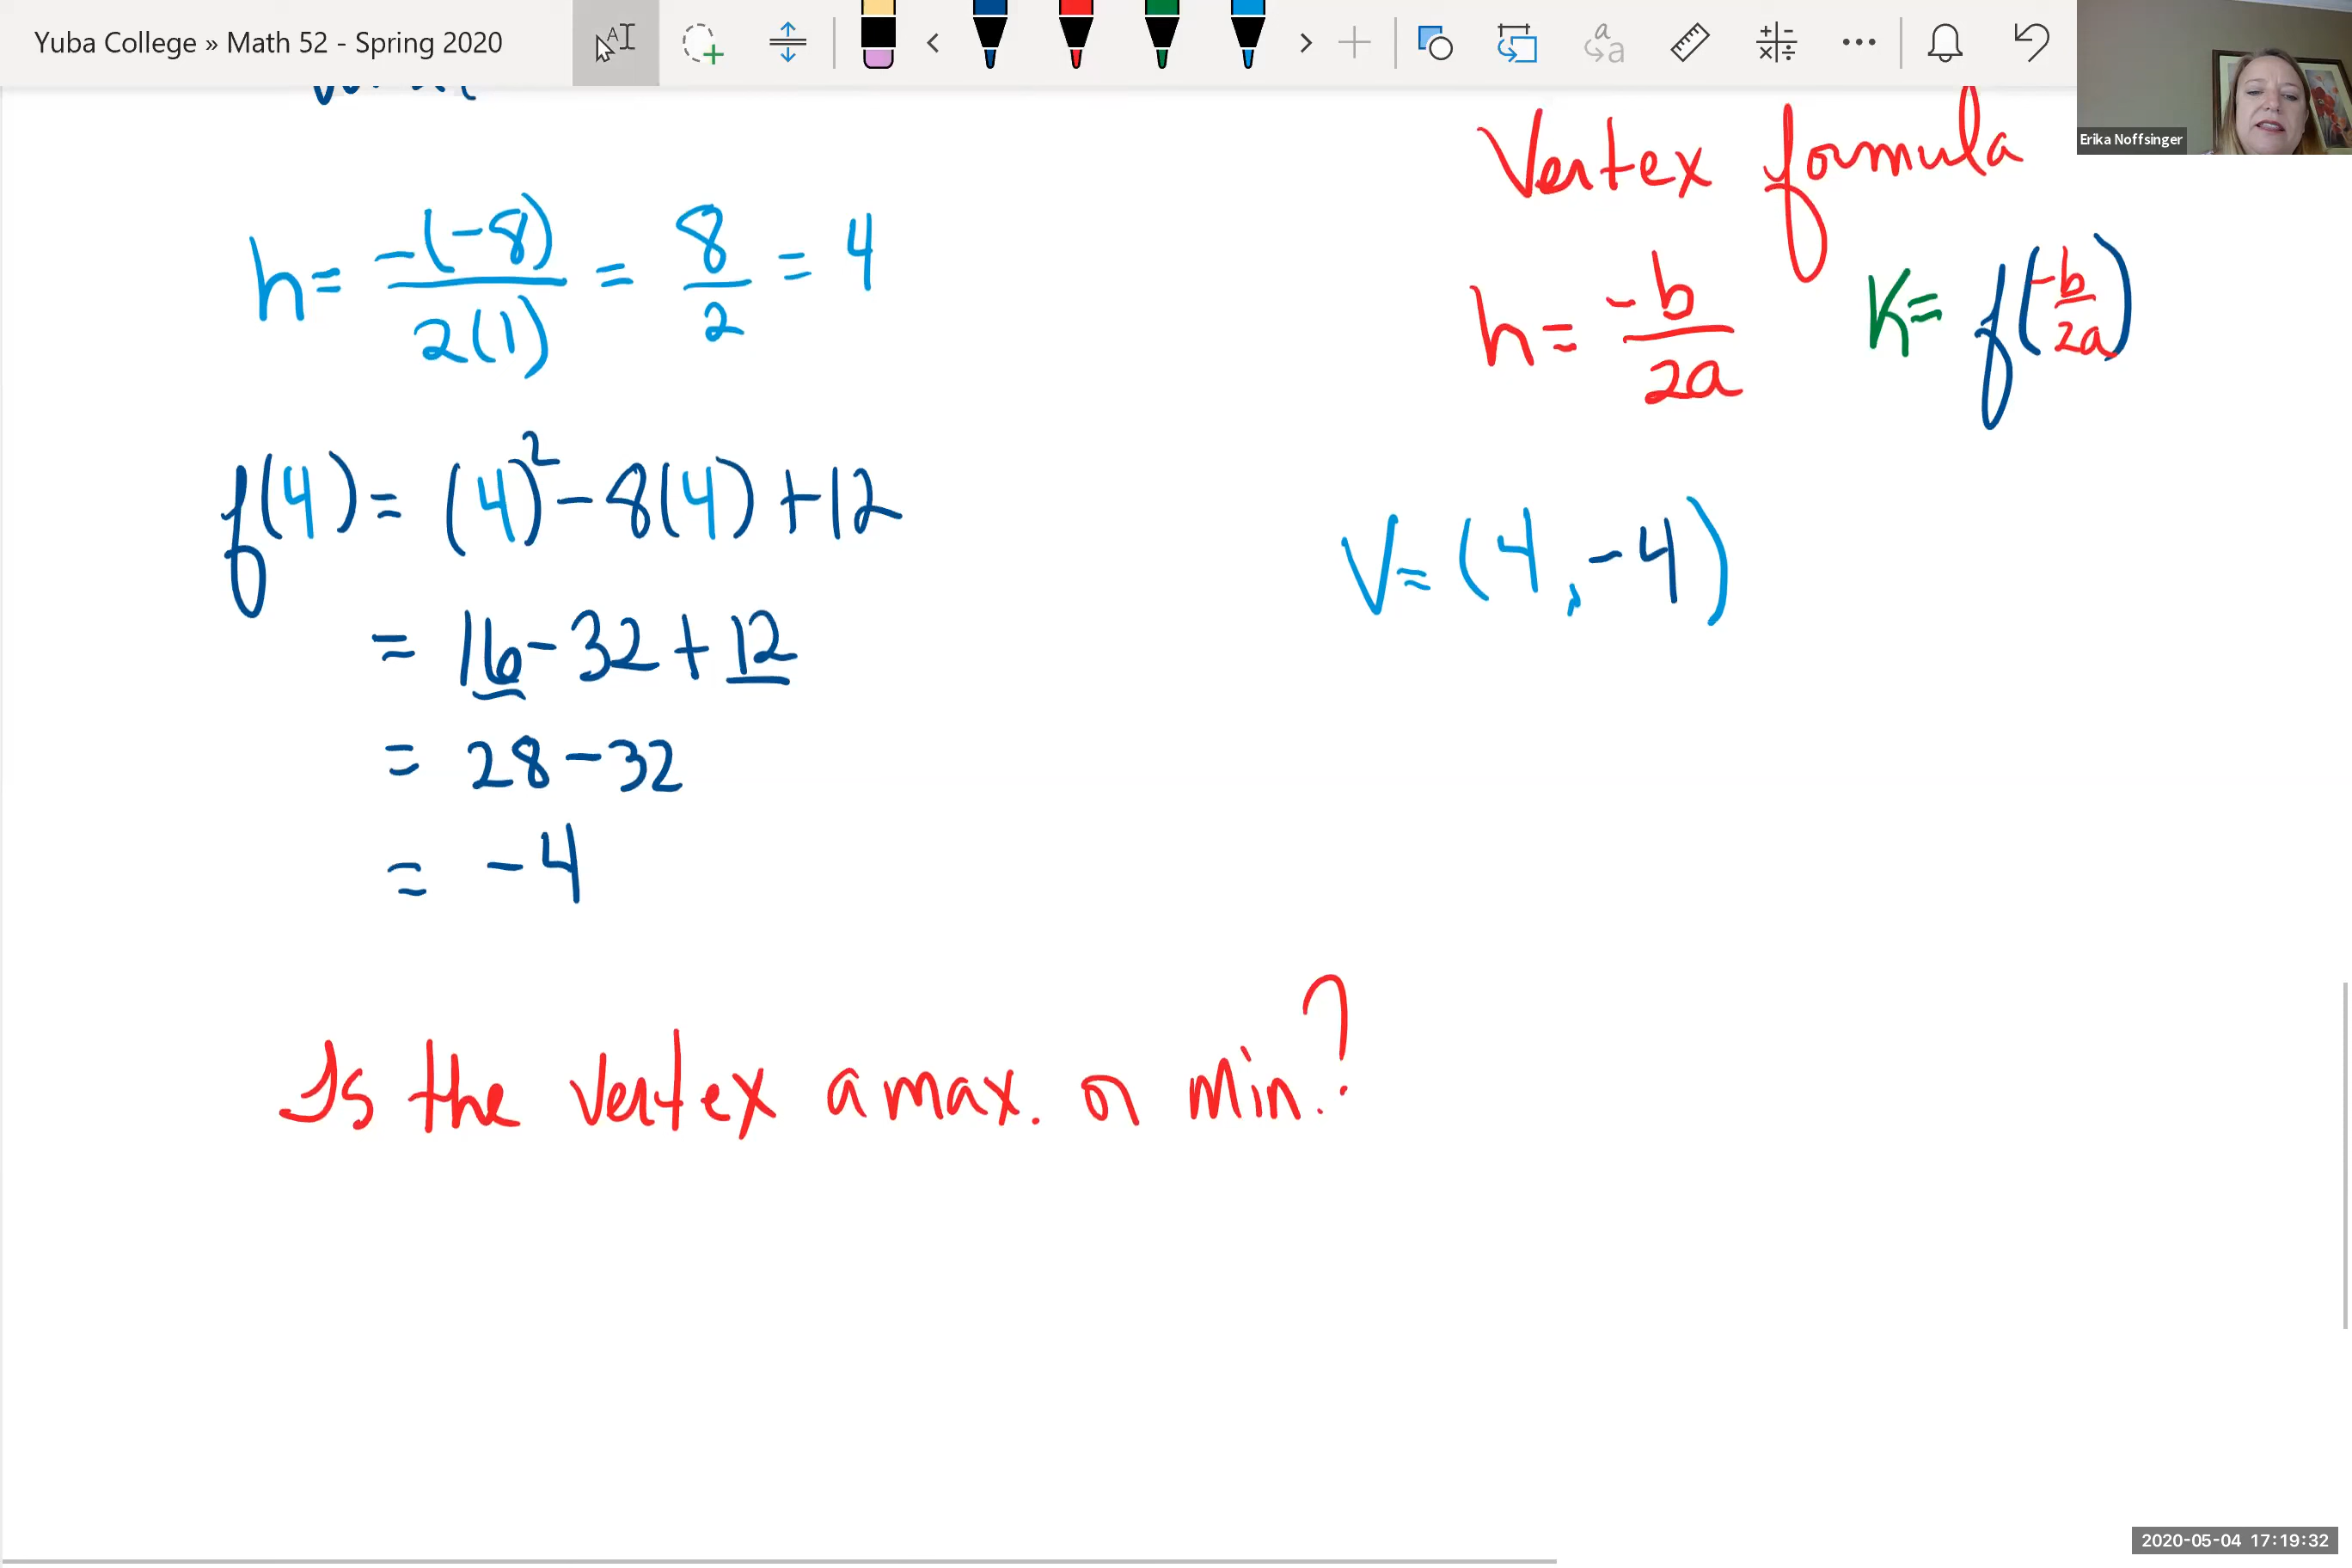 Yuba College » Math 52 - Spring 2020
Erika Noffsinger
Vertex formula
h = -(-8)/2(1) = 8/2 = 4
h = -b/2a K = f(-b/2a)
f(4) = (4)² - 8(4) + 12
V = (4, -4)
= 16 - 32 + 12
= 28 - 32
= -4
Is the vertex a max. or min.?
2020-05-04 17:19:32